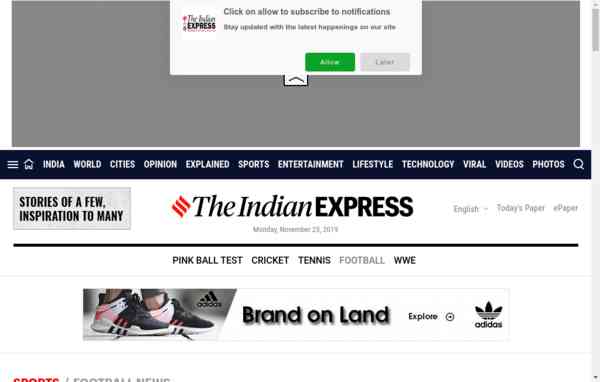 Click on allow to subscribe to notifications
The Indian EXPRESS
Stay updated with the latest happenings on our site
Allow
Later
INDIA WORLD CITIES OPINION EXPLAINED SPORTS ENTERTAINMENT LIFESTYLE TECHNOLOGY VIRAL VIDEOS PHOTOS
STORIES OF A FEW,
INSPIRATION TO MANY
The Indian EXPRESS
English
Today's Paper
ePaper
Monday, November 25, 2019
PINK BALL TEST CRICKET TENNIS FOOTBALL WWE
adidas
Brand on Land
Explore
adidas
SPORTS / FOOTBALL NEWS